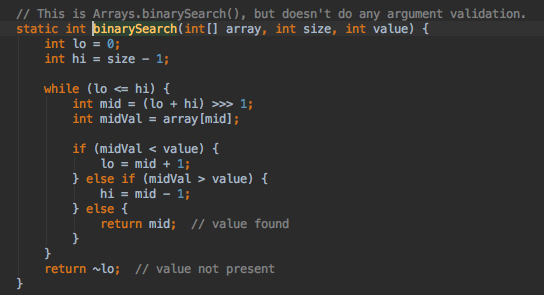 // This is Arrays.binarySearch(), but doesn't do any argument validation.
static int binarySearch(int[] array, int size, int value) {
    int lo = 0;
    int hi = size - 1;

    while (lo <= hi) {
        int mid = (lo + hi) >>> 1;
        int midVal = array[mid];

        if (midVal < value) {
            lo = mid + 1;
        } else if (midVal > value) {
            hi = mid - 1;
        } else {
            return mid;  // value found
        }
    }
    return ~lo;  // value not present
}